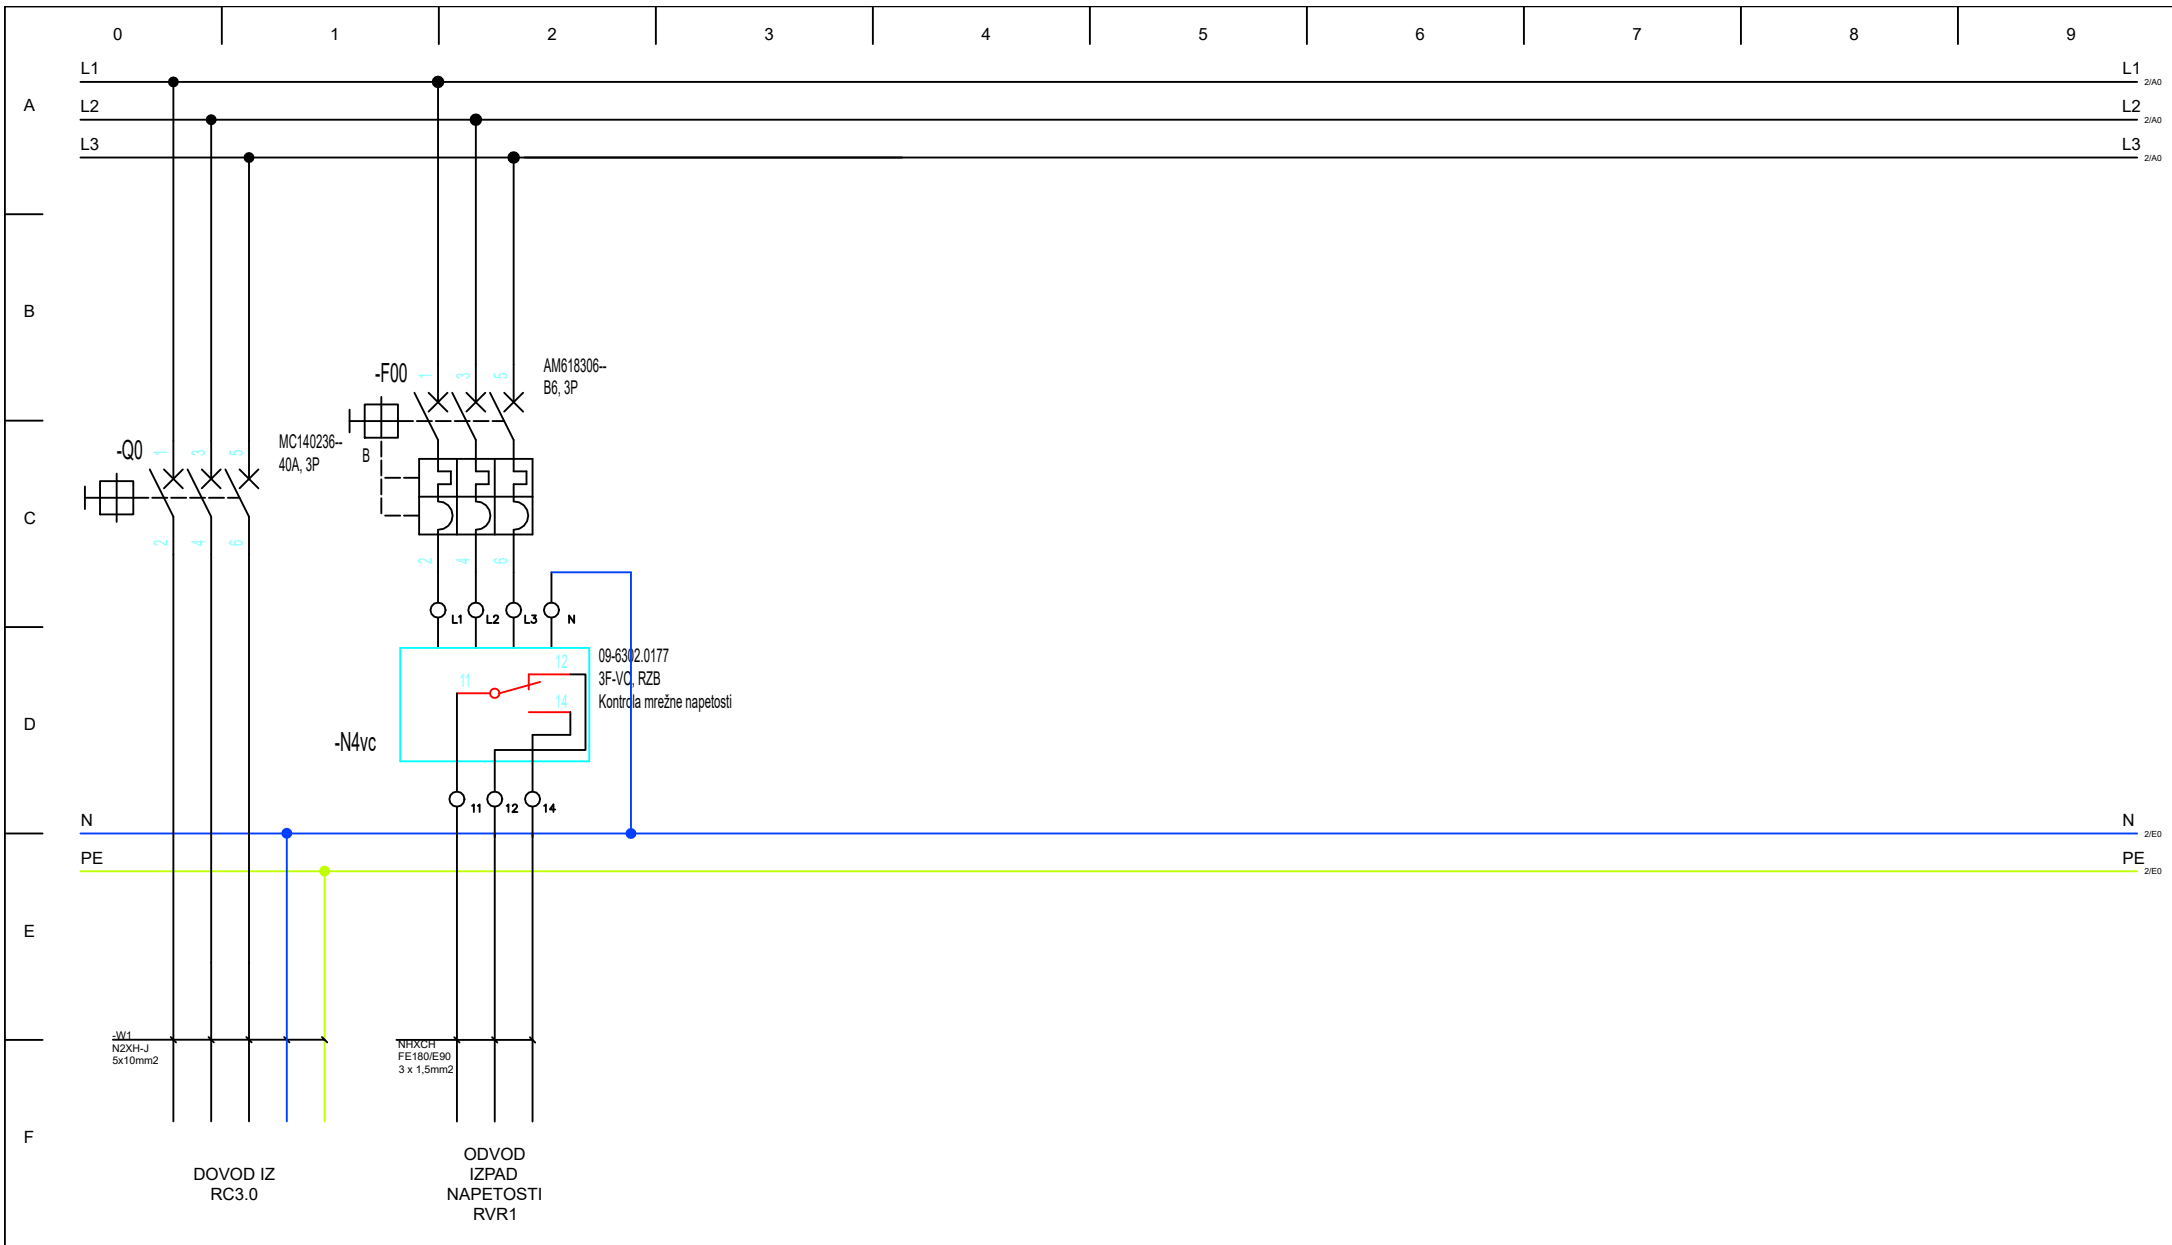 0 1 2 3 4 5 6 7 8 9
L1 L1 2/A0
A
L2 L2 2/A0
L3 L3 2/A0
B
-F00 1 3 5
AM618306--
B6, 3P
-Q0 1 3 5
MC140236--
40A, 3P
B
C
2 4 6
2 4 6
L1 L2 L3 N
09-6302.0177
3F-VC, RZB
Kontrola mrežne napetosti
11 12
14
D
-N4vc
11 12 14
N N 2/E0
PE PE 2/E0
E
-W1
N2XH-J
5x10mm2
NHXCH
FE180/E90
3 x 1,5mm2
F
DOVOD IZ
RC3.0
ODVOD
IZPAD
NAPETOSTI
RVR1